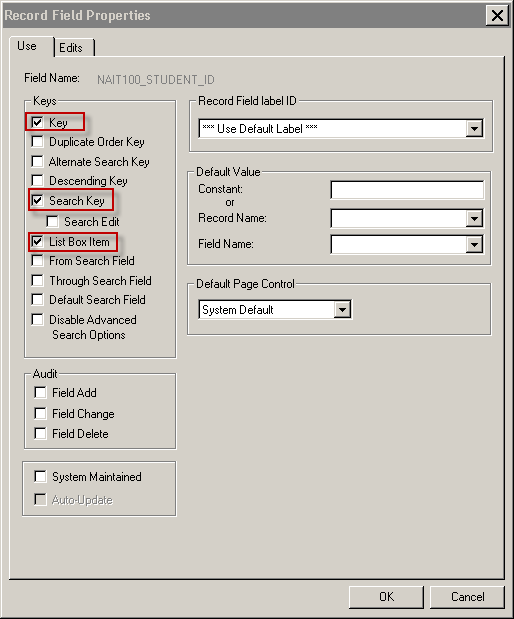 Record Field Properties
Use
Edits
Field Name: NAIT100_STUDENT_ID
Keys
Key
Duplicate Order Key
Alternate Search Key
Descending Key
Search Key
Search Edit
List Box Item
From Search Field
Through Search Field
Default Search Field
Disable Advanced
Search Options
Audit
Field Add
Field Change
Field Delete
System Maintained
Auto-Update
Record Field label ID
*** Use Default Label ***
Default Value
Constant:
or
Record Name:
Field Name:
Default Page Control
System Default
OK
Cancel